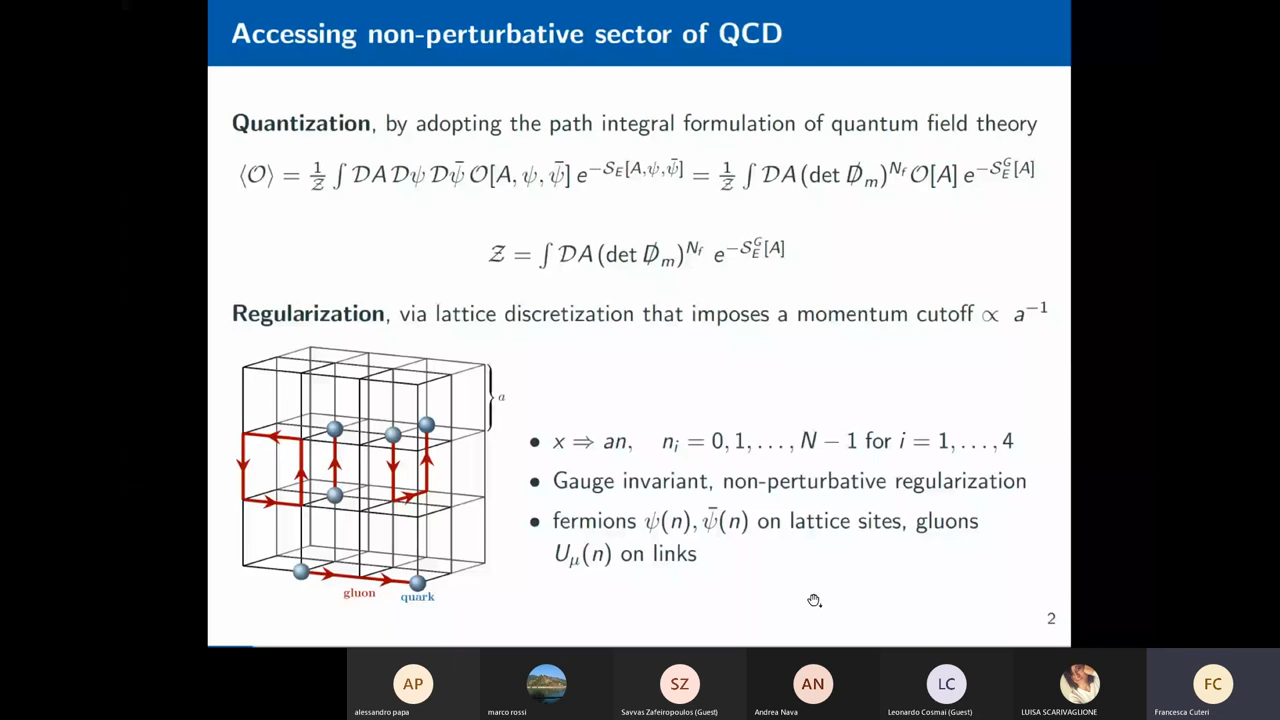 Accessing non-perturbative sector of QCD
Quantization, by adopting the path integral formulation of quantum field theory
⟨𝒪⟩ = 1/𝒵 ∫ 𝒟A 𝒟ψ 𝒟ψ̄ 𝒪[A, ψ, ψ̄] e^{−S_E[A,ψ,ψ̄]} = 1/𝒵 ∫ 𝒟A (det D̸_m)^{N_f} 𝒪[A] e^{−𝒮_E^G[A]}
𝒵 = ∫ 𝒟A (det D̸_m)^{N_f} e^{−𝒮_E^G[A]}
Regularization, via lattice discretization that imposes a momentum cutoff ∝ a⁻¹
a
• x ⇒ an, n_i = 0, 1, . . . , N − 1 for i = 1, . . . , 4
• Gauge invariant, non-perturbative regularization
• fermions ψ(n), ψ̄(n) on lattice sites, gluons
U_μ(n) on links
gluon
quark
2
AP
SZ
AN
LC
FC
alessandro papa
marco rossi
Savvas Zafeiropoulos (Guest)
Andrea Nava
Leonardo Cosmai (Guest)
LUISA SCARIVAGLIONE
Francesca Cuteri